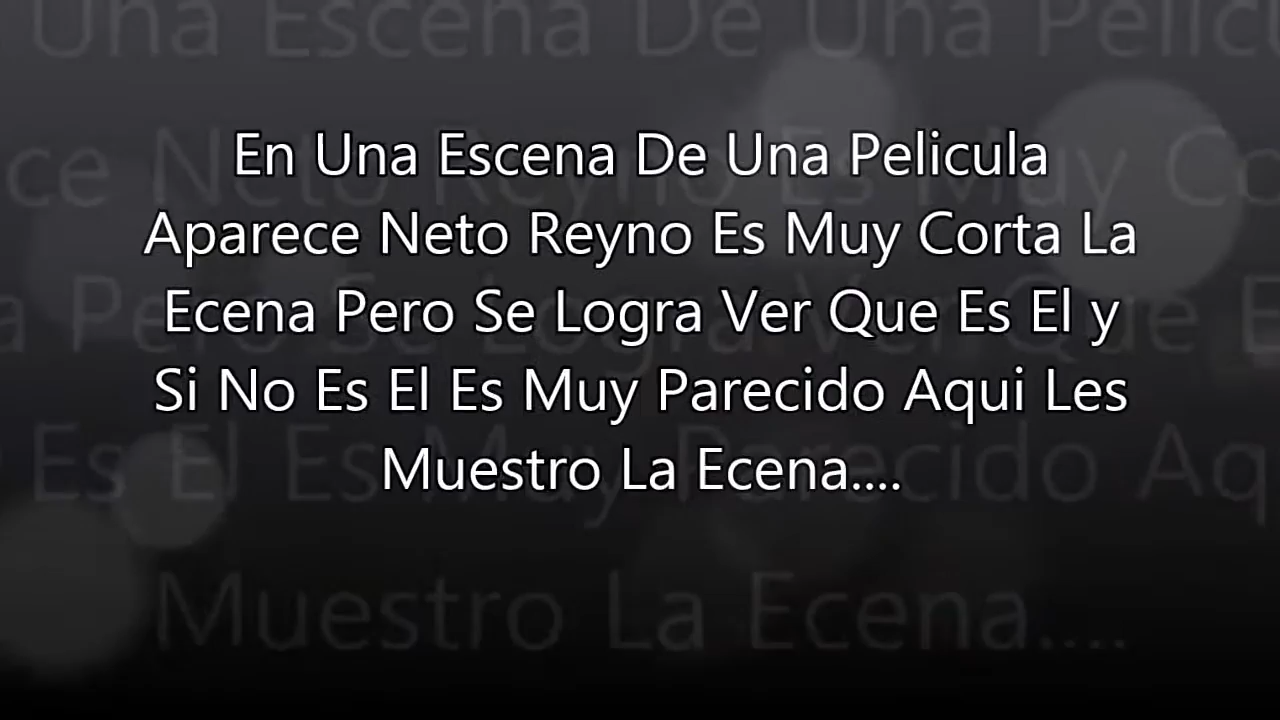 En Una Escena De Una Pelicula
Aparece Neto Reyno Es Muy Corta La
Ecena Pero Se Logra Ver Que Es El y
Si No Es El Es Muy Parecido Aqui Les
Muestro La Ecena....